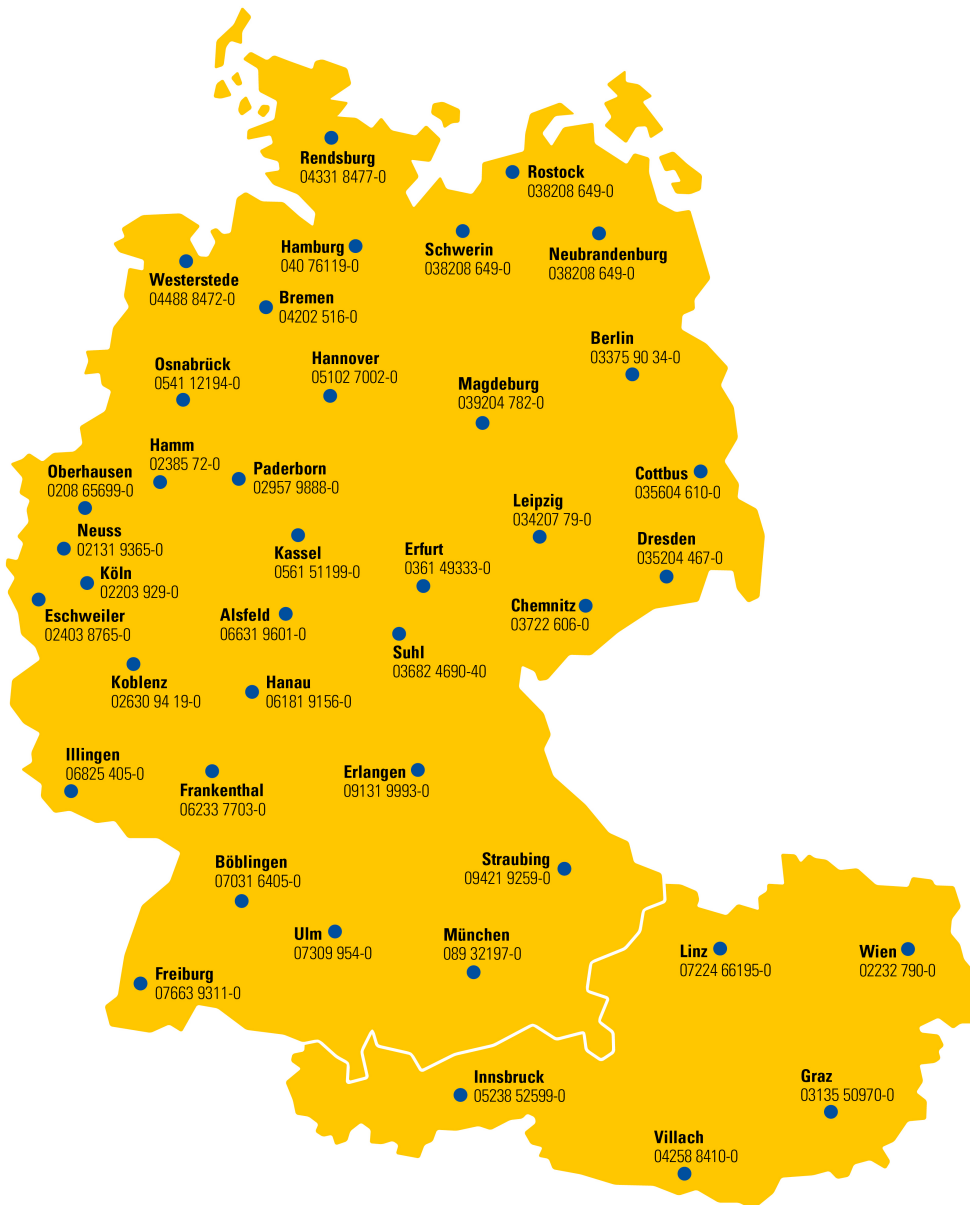 Rendsburg
04331 8477-0
Rostock
038208 649-0
Hamburg
040 76119-0
Schwerin
038208 649-0
Neubrandenburg
038208 649-0
Westerstede
04488 8472-0
Bremen
04202 516-0
Berlin
03375 90 34-0
Osnabrück
0541 12194-0
Hannover
05102 7002-0
Magdeburg
039204 782-0
Hamm
02385 72-0
Oberhausen
0208 65699-0
Paderborn
02957 9888-0
Cottbus
035604 610-0
Leipzig
034207 79-0
Neuss
02131 9365-0
Kassel
0561 51199-0
Erfurt
0361 49333-0
Dresden
035204 467-0
Köln
02203 929-0
Eschweiler
02403 8765-0
Alsfeld
06631 9601-0
Chemnitz
03722 606-0
Suhl
03682 4690-40
Koblenz
02630 94 19-0
Hanau
06181 9156-0
Illingen
06825 405-0
Frankenthal
06233 7703-0
Erlangen
09131 9993-0
Böblingen
07031 6405-0
Straubing
09421 9259-0
Ulm
07309 954-0
München
089 32197-0
Linz
07224 66195-0
Wien
02232 790-0
Freiburg
07663 9311-0
Innsbruck
05238 52599-0
Graz
03135 50970-0
Villach
04258 8410-0